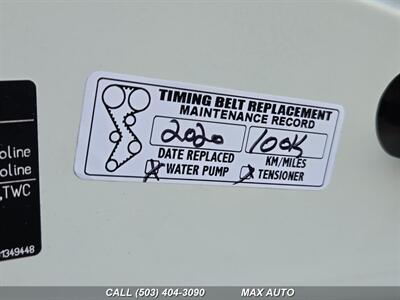 TIMING BELT REPLACEMENT
MAINTENANCE RECORD
2020 100K
DATE REPLACED KM/MILES
X WATER PUMP X TENSIONER
oline
oline
,TWC
1349448
CALL (503) 404-3090 MAX AUTO